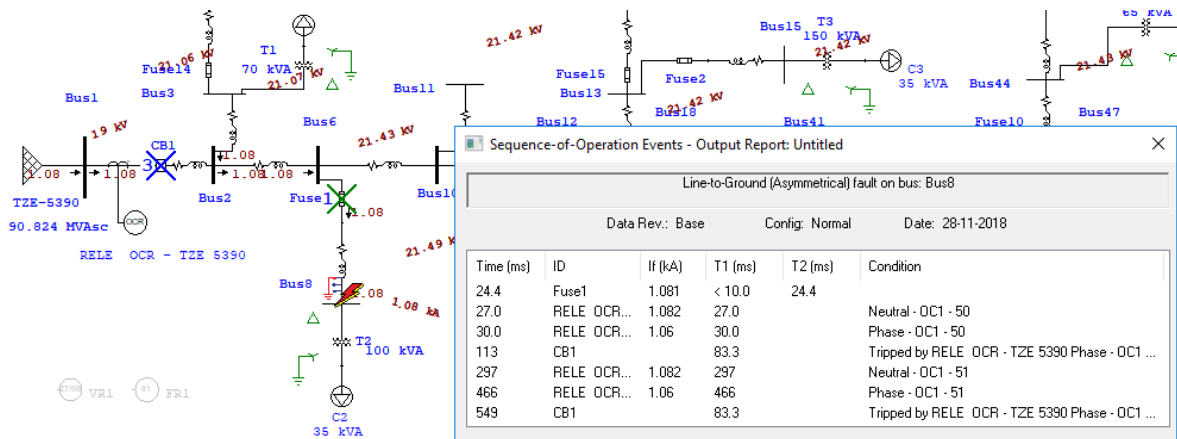 21.06 kV
Fuse14
Bus3
T1
70 kVA
21.07 kV
21.42 kV
Bus11
Bus15
T3
150 kVA
21.42 kV
C3
35 kVA
Fuse15
Bus13
Fuse2
21.42 kV
Bus18
Bus12
Bus41
65 kVA
Bus44
21.43 kV
Bus47
Fuse10
Bus1
19 kV
CB1
3
Bus6
21.43 kV
1.08
1.08
1.08
1.08
TZE-5390
90.824 MVAsc
OCR
RELE OCR - TZE 5390
Bus2
Fuse1
1
1.08
Bus10
21.49
Bus8
1.08
1.08 kA
T2
100 kVA
C2
35 kVA
27/59
VR1
81
FR1
Sequence-of-Operation Events - Output Report: Untitled
Line-to-Ground (Asymmetrical) fault on bus: Bus8
Data Rev.: Base Config: Normal Date: 28-11-2018
Time (ms) ID If (kA) T1 (ms) T2 (ms) Condition
24.4 Fuse1 1.081 < 10.0 24.4
27.0 RELE OCR... 1.082 27.0 Neutral - OC1 - 50
30.0 RELE OCR... 1.06 30.0 Phase - OC1 - 50
113 CB1 83.3 Tripped by RELE OCR - TZE 5390 Phase - OC1 ...
297 RELE OCR... 1.082 297 Neutral - OC1 - 51
466 RELE OCR... 1.06 466 Phase - OC1 - 51
549 CB1 83.3 Tripped by RELE OCR - TZE 5390 Phase - OC1 ...